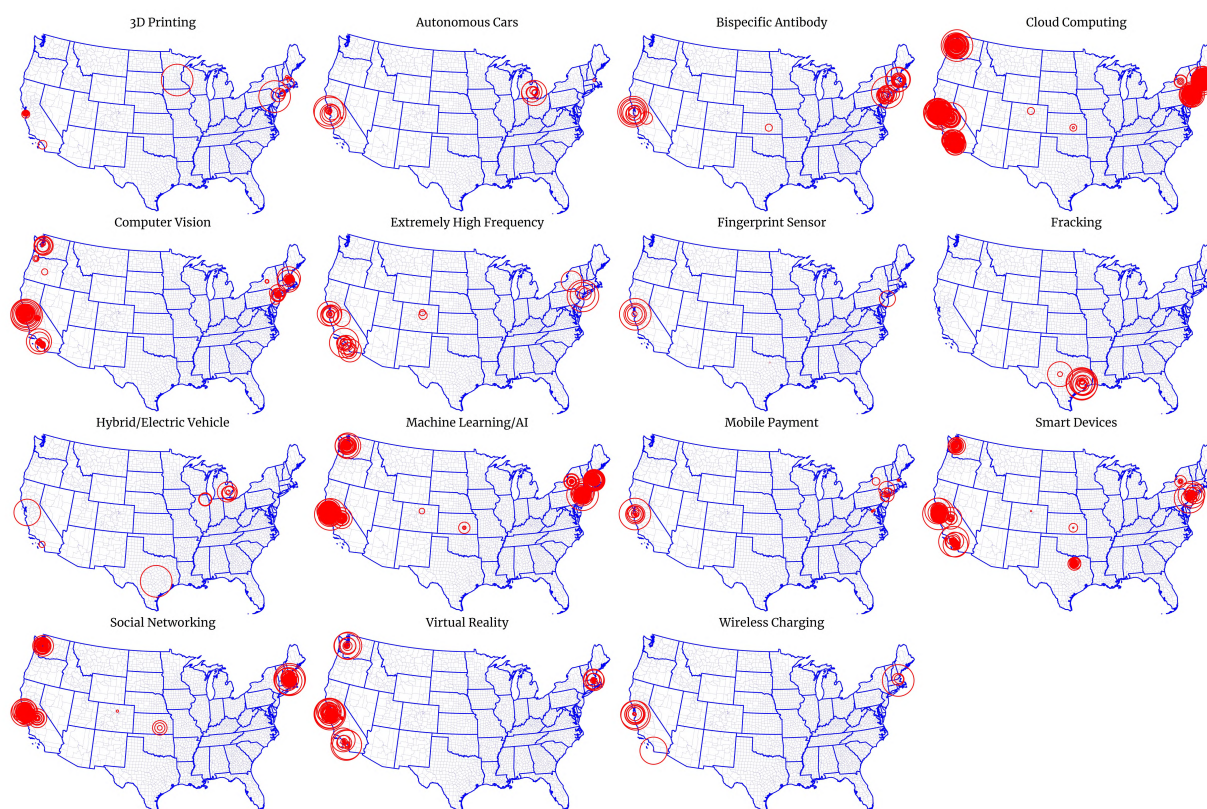 3D Printing
Autonomous Cars
Bispecific Antibody
Cloud Computing
Computer Vision
Extremely High Frequency
Fingerprint Sensor
Fracking
Hybrid/Electric Vehicle
Machine Learning/AI
Mobile Payment
Smart Devices
Social Networking
Virtual Reality
Wireless Charging